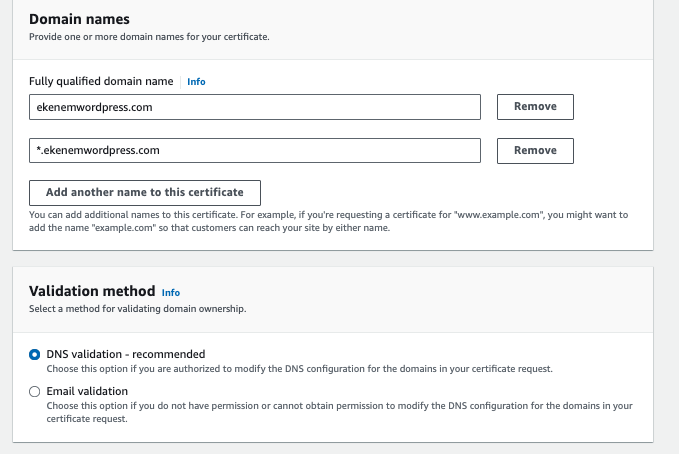 Domain names
Provide one or more domain names for your certificate.
Fully qualified domain name Info
ekenemwordpress.com Remove
*.ekenemwordpress.com Remove
Add another name to this certificate
You can add additional names to this certificate. For example, if you're requesting a certificate for "www.example.com", you might want to
add the name "example.com" so that customers can reach your site by either name.
Validation method Info
Select a method for validating domain ownership.
DNS validation - recommended
Choose this option if you are authorized to modify the DNS configuration for the domains in your certificate request.
Email validation
Choose this option if you do not have permission or cannot obtain permission to modify the DNS configuration for the domains in your
certificate request.